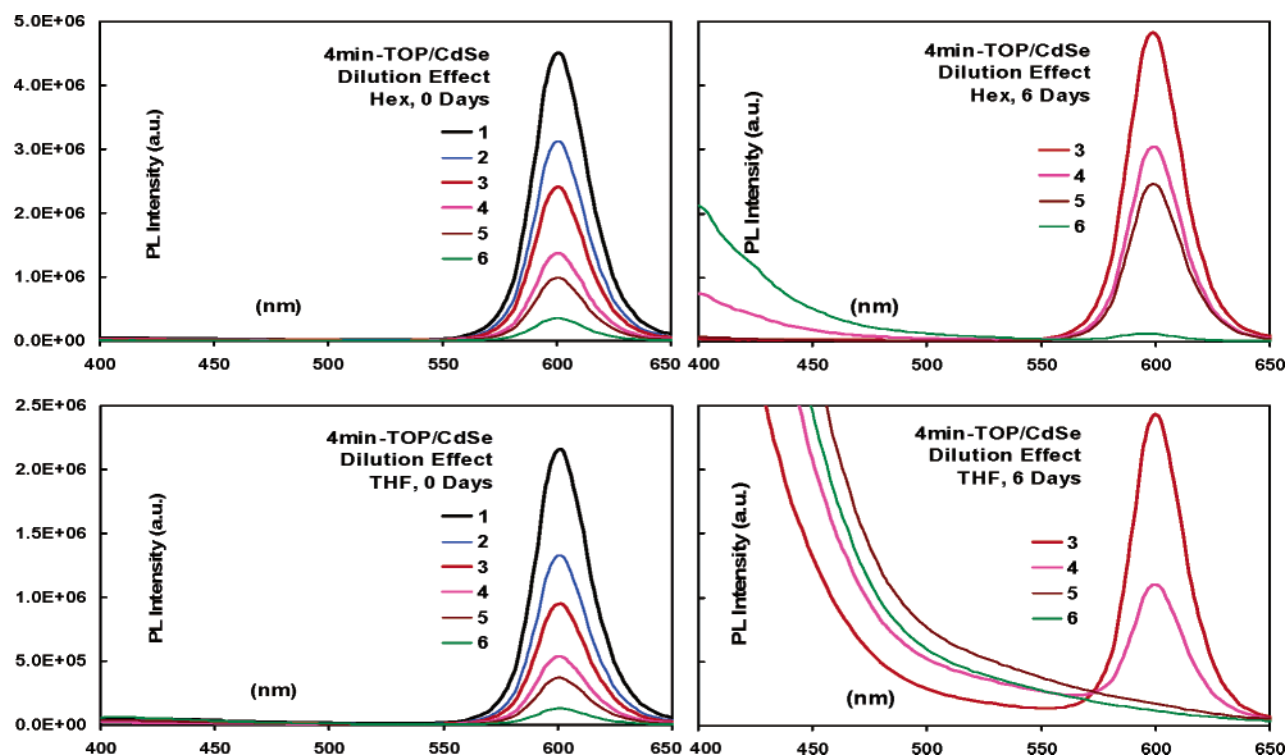 5.0E+06
4.0E+06
3.0E+06
2.0E+06
1.0E+06
0.0E+00
PL Intensity (a.u.)
4min-TOP/CdSe
Dilution Effect
Hex, 0 Days
1
2
3
4
5
6
(nm)
400 450 500 550 600 650
PL Intensity (a.u.)
4min-TOP/CdSe
Dilution Effect
Hex, 6 Days
3
4
5
6
(nm)
400 450 500 550 600 650
2.5E+06
2.0E+06
1.5E+06
1.0E+06
5.0E+05
0.0E+00
PL Intensity (a.u.)
4min-TOP/CdSe
Dilution Effect
THF, 0 Days
1
2
3
4
5
6
(nm)
400 450 500 550 600 650
PL Intensity (a.u.)
4min-TOP/CdSe
Dilution Effect
THF, 6 Days
3
4
5
6
(nm)
400 450 500 550 600 650